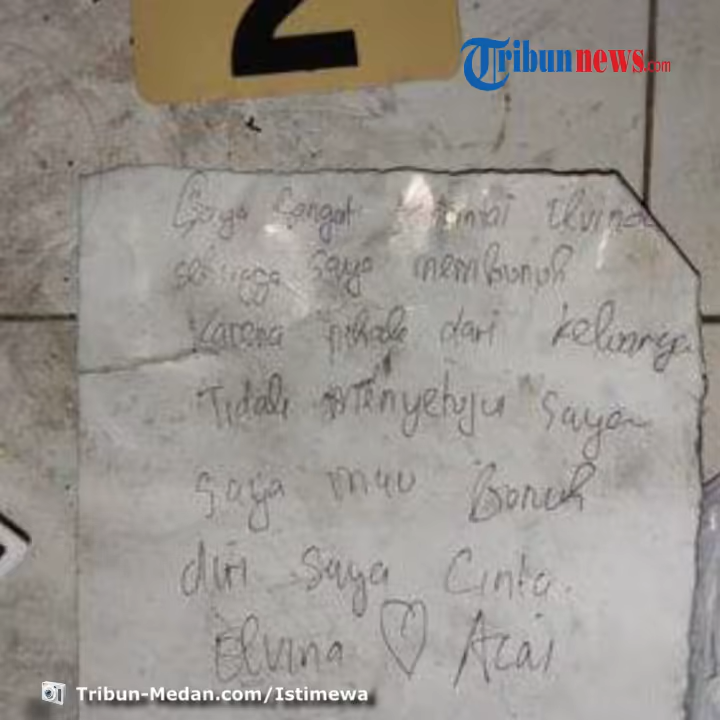 2
Tribunnews.com
Saya sangat Elvina
sehingga saya membunuh
karena pihak dari keluarga
Tidak Menyetujui saya
saya mau Bunuh
diri saya Cinta.
Elvina ♡ Acai
Tribun-Medan.com/Istimewa